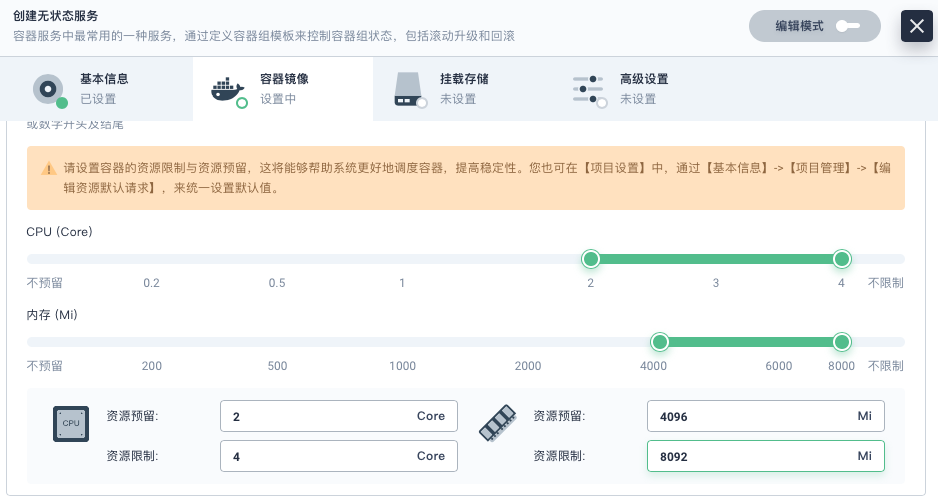 创建无状态服务
容器服务中最常用的一种服务，通过定义容器组模板来控制容器组状态，包括滚动升级和回滚
编辑模式
基本信息
已设置
容器镜像
设置中
挂载存储
未设置
高级设置
未设置
或数字开头及结尾
请设置容器的资源限制与资源预留，这将能够帮助系统更好地调度容器，提高稳定性。您也可在【项目设置】中，通过【基本信息】->【项目管理】->【编
辑资源默认请求】，来统一设置默认值。
CPU (Core)
不预留 0.2 0.5 1 2 3 4 不限制
内存 (Mi)
不预留 200 500 1000 2000 4000 6000 8000 不限制
CPU
资源预留: 2 Core
资源限制: 4 Core
资源预留: 4096 Mi
资源限制: 8092 Mi